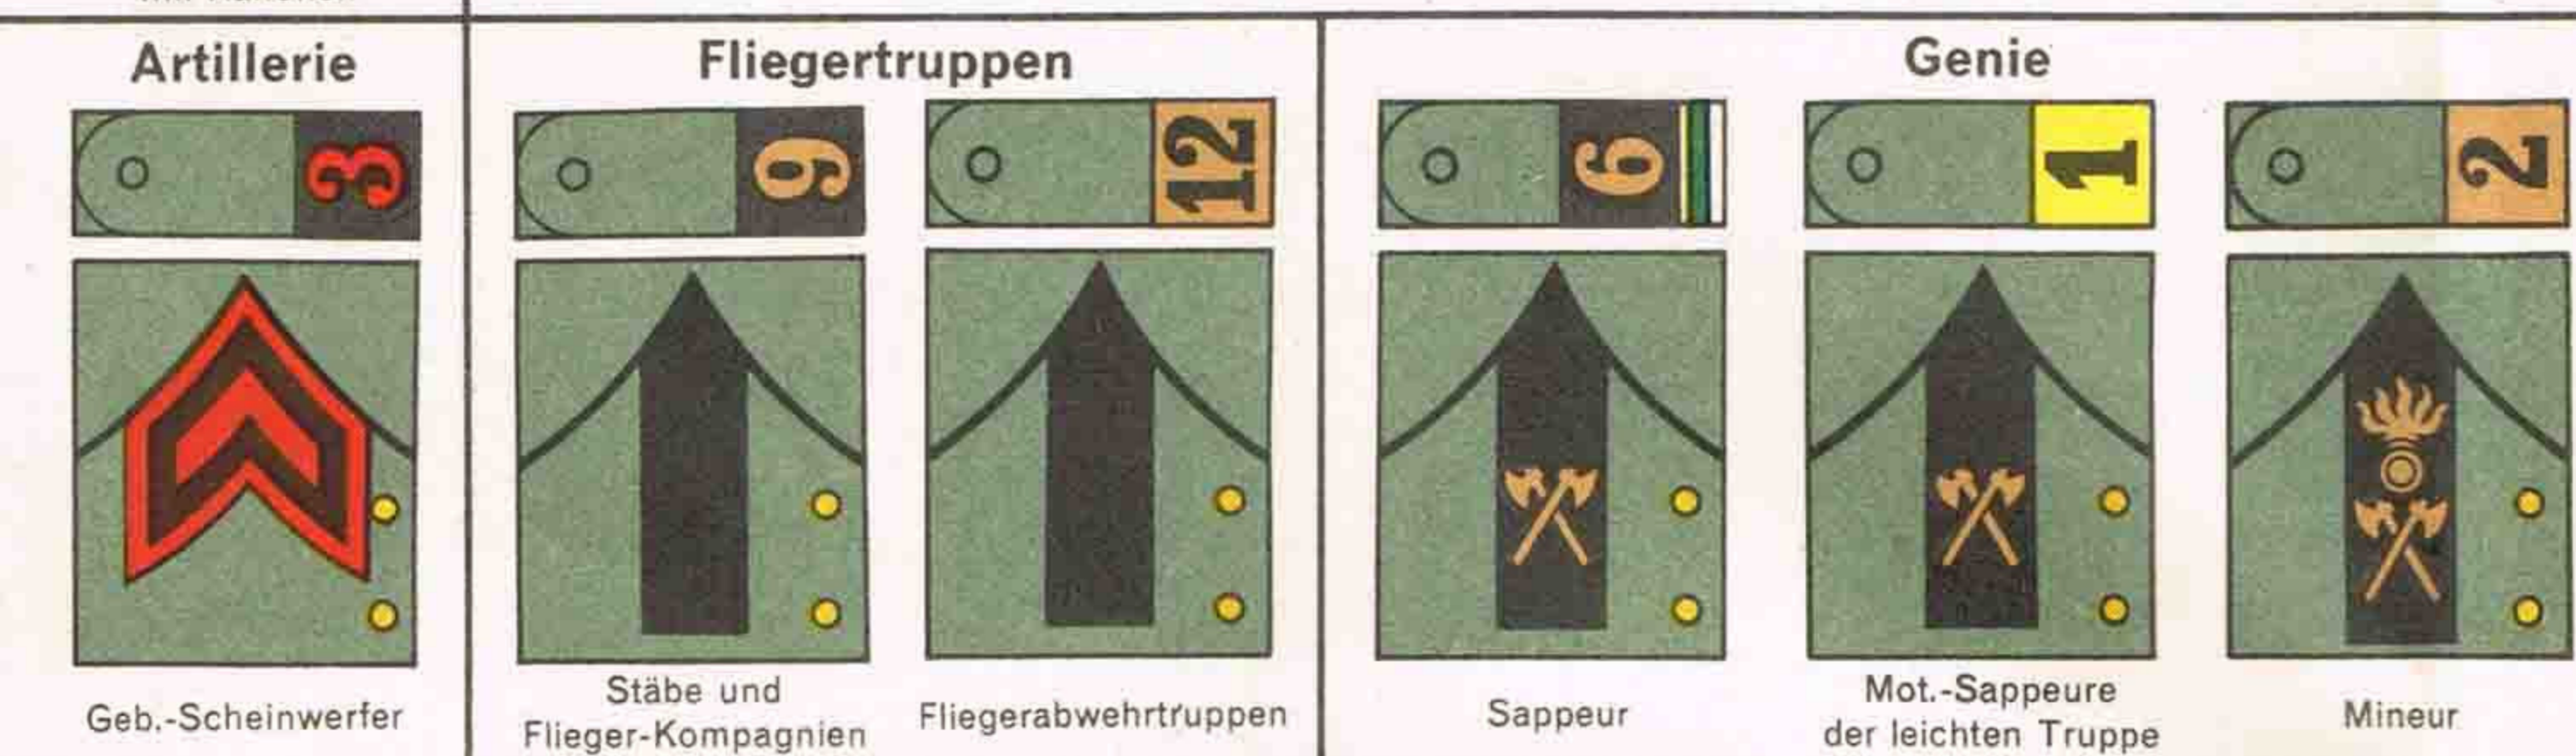 Artillerie
Fliegertruppen
Genie
3
9
12
6
1
2
Geb.-Scheinwerfer
Stäbe und
Flieger-Kompagnien
Fliegerabwehrtruppen
Sappeur
Mot.-Sappeure
der leichten Truppe
Mineur